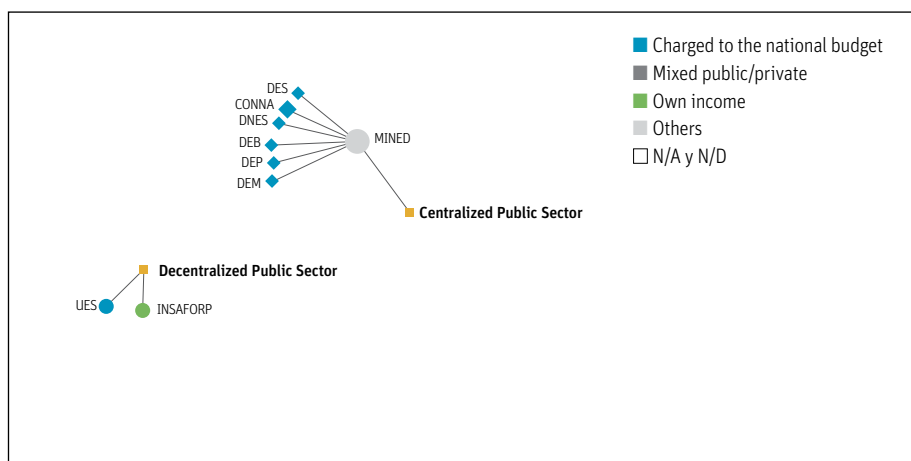 Charged to the national budget
Mixed public/private
Own income
Others
N/A y N/D
DES
CONNA
DNES
DEB
DEP
DEM
MINED
Centralized Public Sector
Decentralized Public Sector
UES
INSAFORP